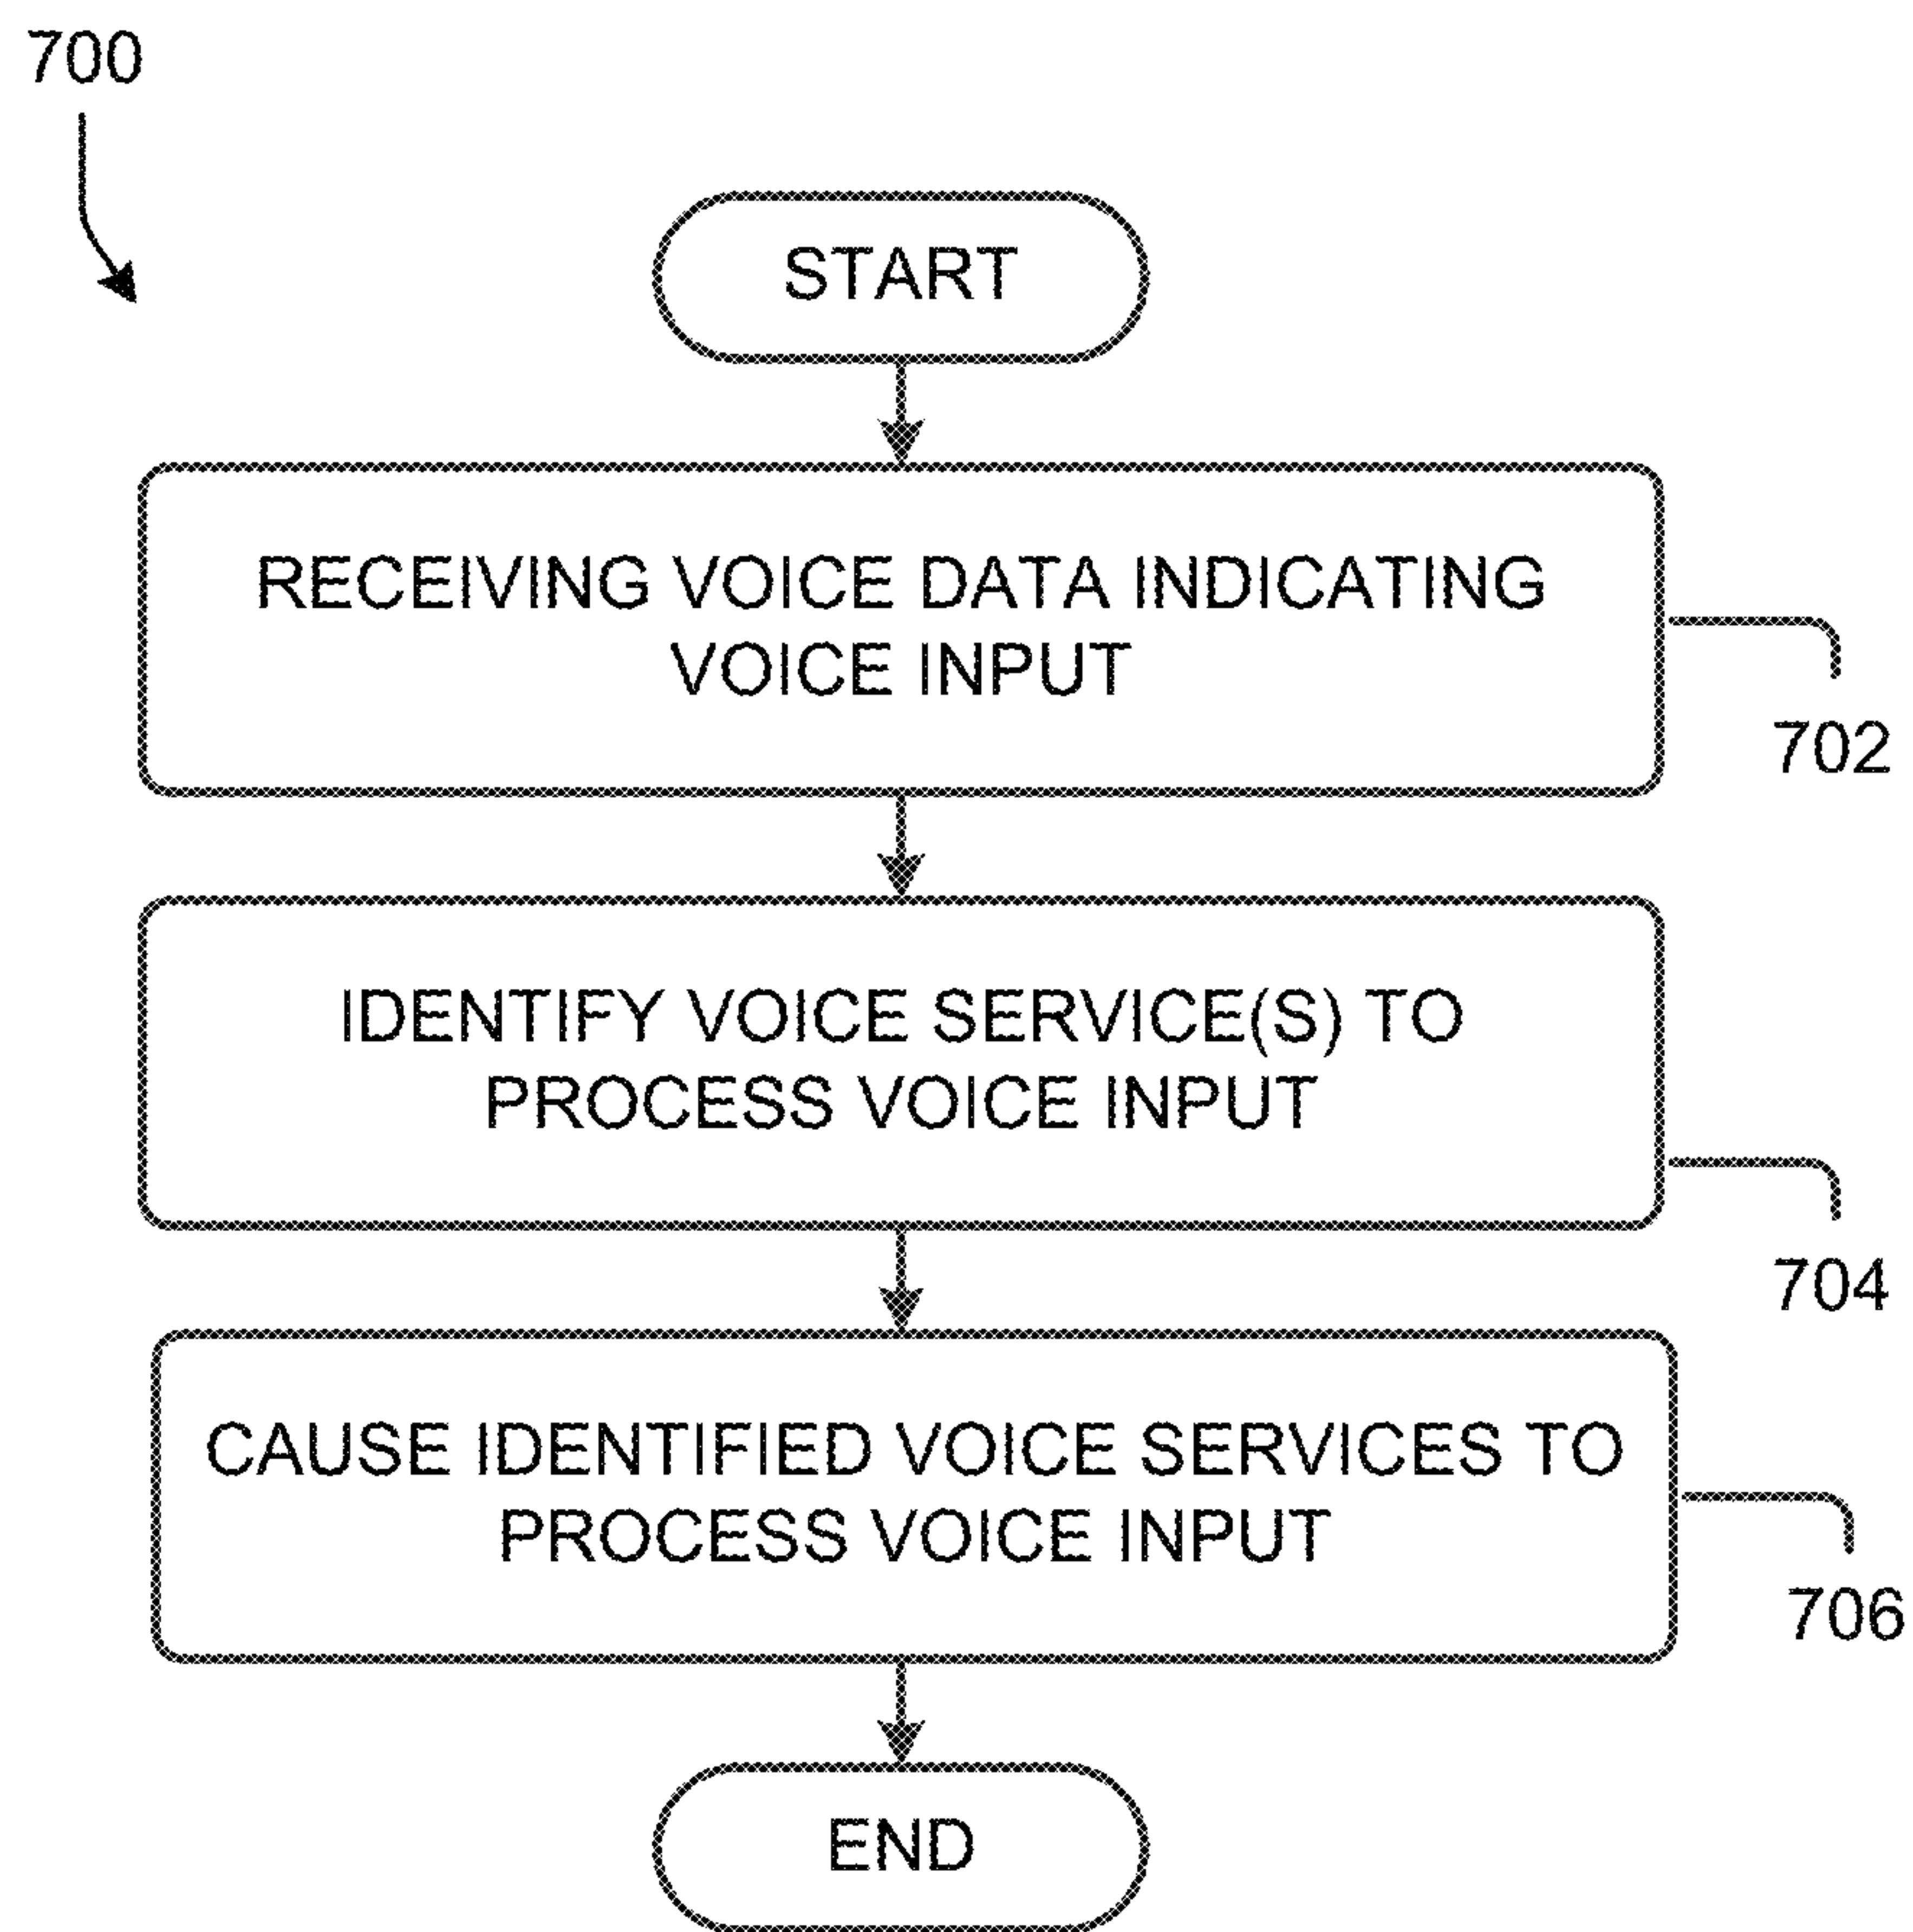 700
START
RECEIVING VOICE DATA INDICATING
VOICE INPUT
702
IDENTIFY VOICE SERVICE(S) TO
PROCESS VOICE INPUT
704
CAUSE IDENTIFIED VOICE SERVICES TO
PROCESS VOICE INPUT
706
END